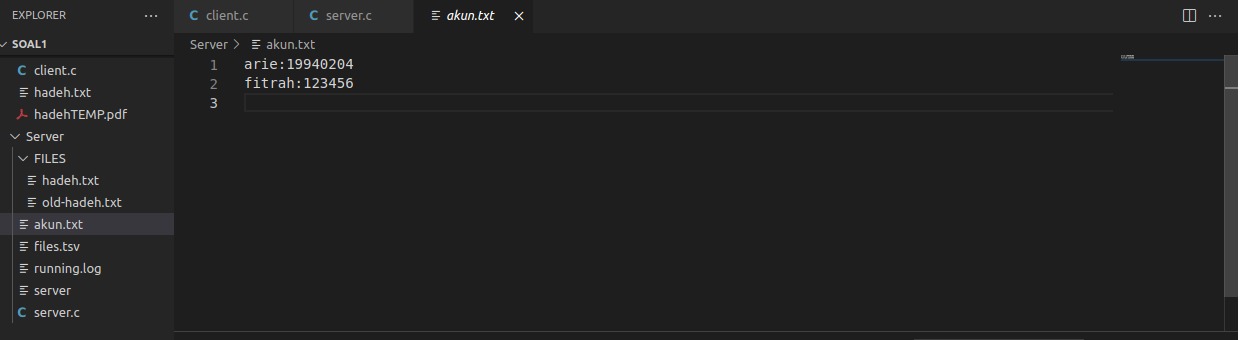 EXPLORER
SOAL1
client.c
hadeh.txt
hadehTEMP.pdf
Server
FILES
hadeh.txt
old-hadeh.txt
akun.txt
files.tsv
running.log
server
server.c
client.c
server.c
akun.txt
Server > akun.txt
1 arie:19940204
2 fitrah:123456
3